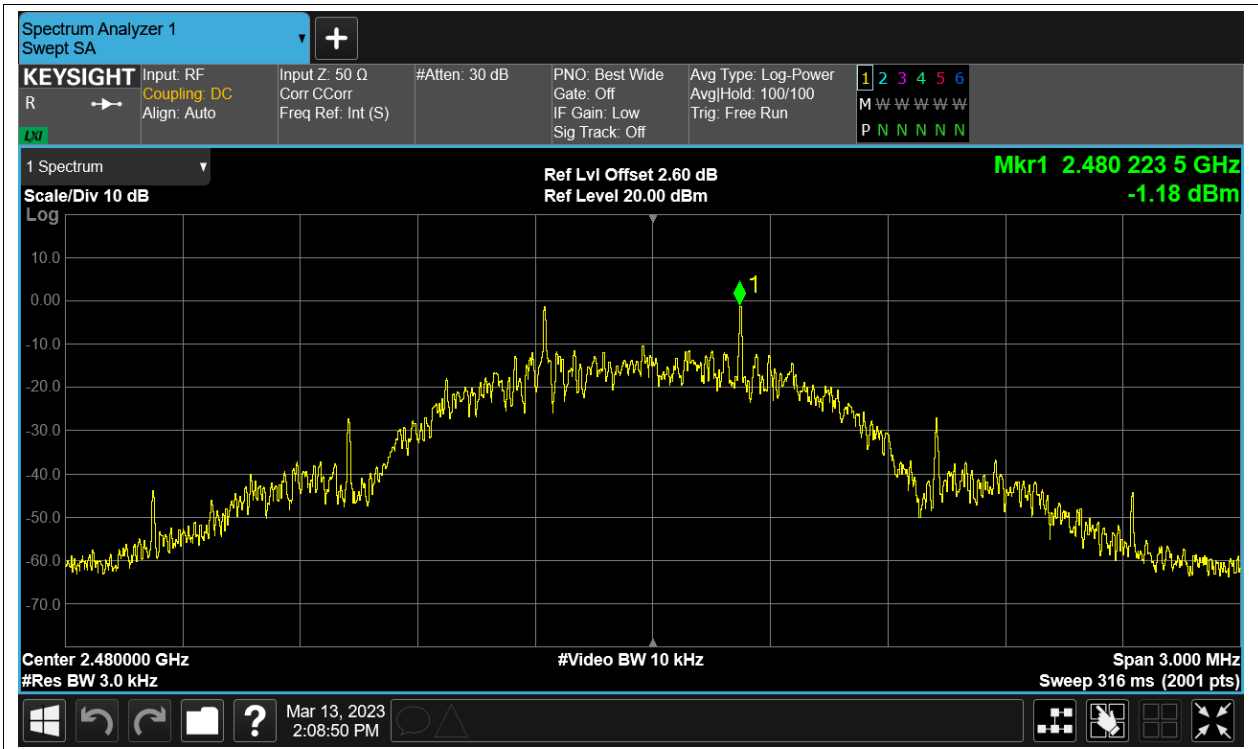 Spectrum Analyzer 1
Swept SA
+
KEYSIGHT
R
LXI
Input: RF
Coupling: DC
Align: Auto
Input Z: 50 Ω
Corr CCorr
Freq Ref: Int (S)
#Atten: 30 dB
PNO: Best Wide
Gate: Off
IF Gain: Low
Sig Track: Off
Avg Type: Log-Power
Avg|Hold: 100/100
Trig: Free Run
1 2 3 4 5 6
M W W W W W
P N N N N N
1 Spectrum
Scale/Div 10 dB
Log
Ref Lvl Offset 2.60 dB
Ref Level 20.00 dBm
Mkr1 2.480 223 5 GHz
-1.18 dBm
1
10.0
0.00
-10.0
-20.0
-30.0
-40.0
-50.0
-60.0
-70.0
Center 2.480000 GHz
#Res BW 3.0 kHz
#Video BW 10 kHz
Span 3.000 MHz
Sweep 316 ms (2001 pts)
?
Mar 13, 2023
2:08:50 PM